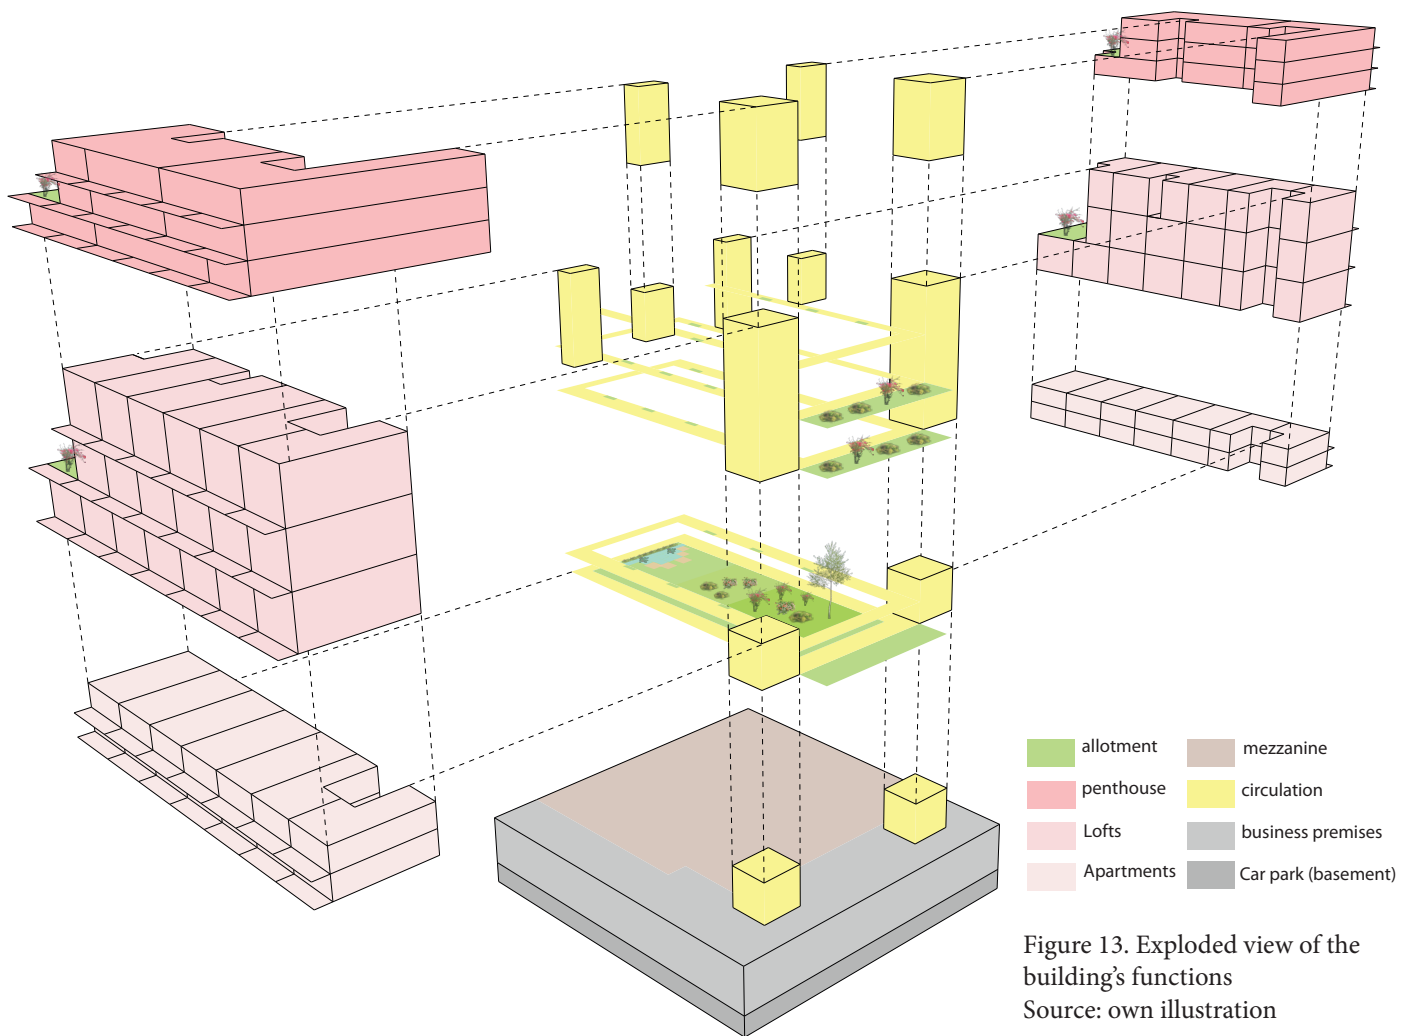 allotment
penthouse
Lofts
Apartments
mezzanine
circulation
business premises
Car park (basement)
Figure 13. Exploded view of the
building's functions
Source: own illustration